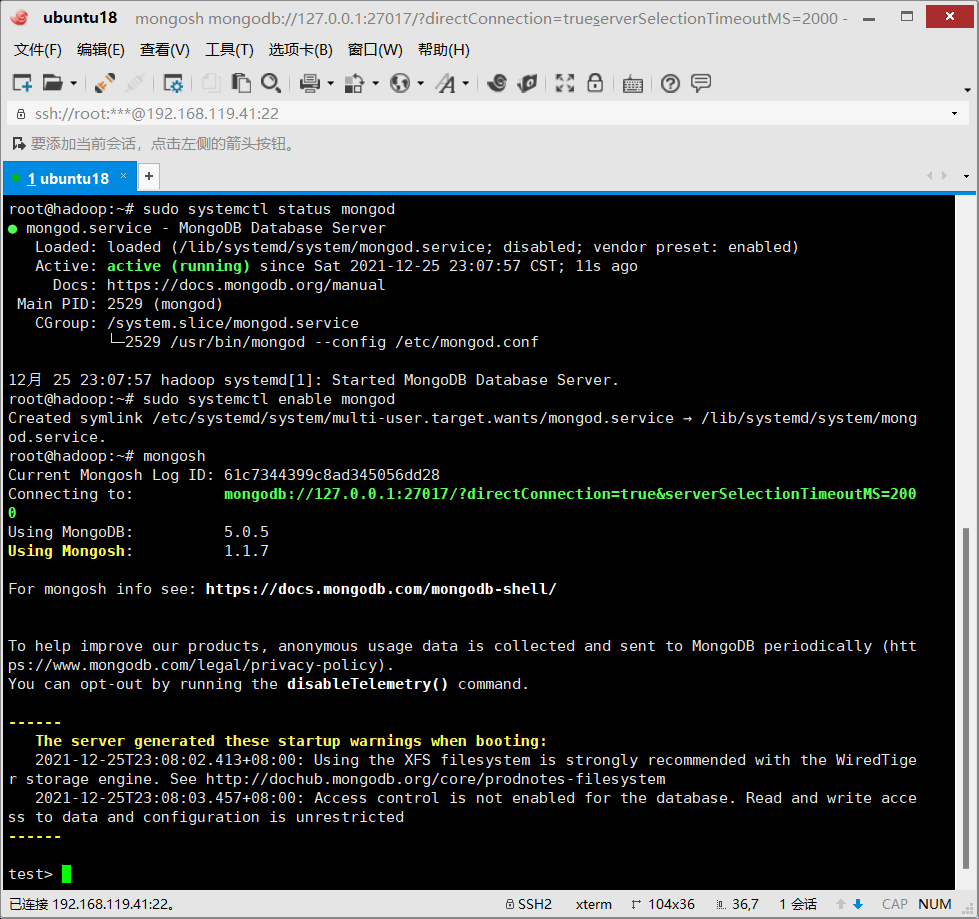 ubuntu18 mongosh mongodb://127.0.0.1:27017/?directConnection=trueserverSelectionTimeoutMS=2000 -
文件(F) 编辑(E) 查看(V) 工具(T) 选项卡(B) 窗口(W) 帮助(H)
ssh://root:***@192.168.119.41:22
要添加当前会话，点击左侧的箭头按钮。
1 ubuntu18 × +
root@hadoop:~# sudo systemctl status mongod
● mongod.service - MongoDB Database Server
Loaded: loaded (/lib/systemd/system/mongod.service; disabled; vendor preset: enabled)
Active: active (running) since Sat 2021-12-25 23:07:57 CST; 11s ago
Docs: https://docs.mongodb.org/manual
Main PID: 2529 (mongod)
CGroup: /system.slice/mongod.service
└─2529 /usr/bin/mongod --config /etc/mongod.conf
12月 25 23:07:57 hadoop systemd[1]: Started MongoDB Database Server.
root@hadoop:~# sudo systemctl enable mongod
Created symlink /etc/systemd/system/multi-user.target.wants/mongod.service → /lib/systemd/system/mong
od.service.
root@hadoop:~# mongosh
Current Mongosh Log ID: 61c7344399c8ad345056dd28
Connecting to: mongodb://127.0.0.1:27017/?directConnection=true&serverSelectionTimeoutMS=200
0
Using MongoDB: 5.0.5
Using Mongosh: 1.1.7
For mongosh info see: https://docs.mongodb.com/mongodb-shell/
To help improve our products, anonymous usage data is collected and sent to MongoDB periodically (htt
ps://www.mongodb.com/legal/privacy-policy).
You can opt-out by running the disableTelemetry() command.
------
The server generated these startup warnings when booting:
2021-12-25T23:08:02.413+08:00: Using the XFS filesystem is strongly recommended with the WiredTige
r storage engine. See http://dochub.mongodb.org/core/prodnotes-filesystem
2021-12-25T23:08:03.457+08:00: Access control is not enabled for the database. Read and write acce
ss to data and configuration is unrestricted
------
test>
已连接 192.168.119.41:22。 SSH2 xterm 104x36 36,7 1 会话 CAP NUM